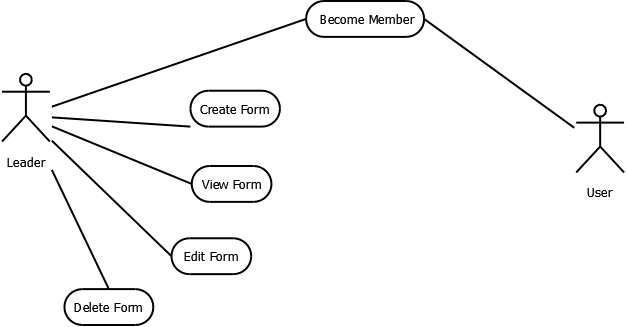 Become Member
Create Form
Leader
View Form
User
Edit Form
Delete Form